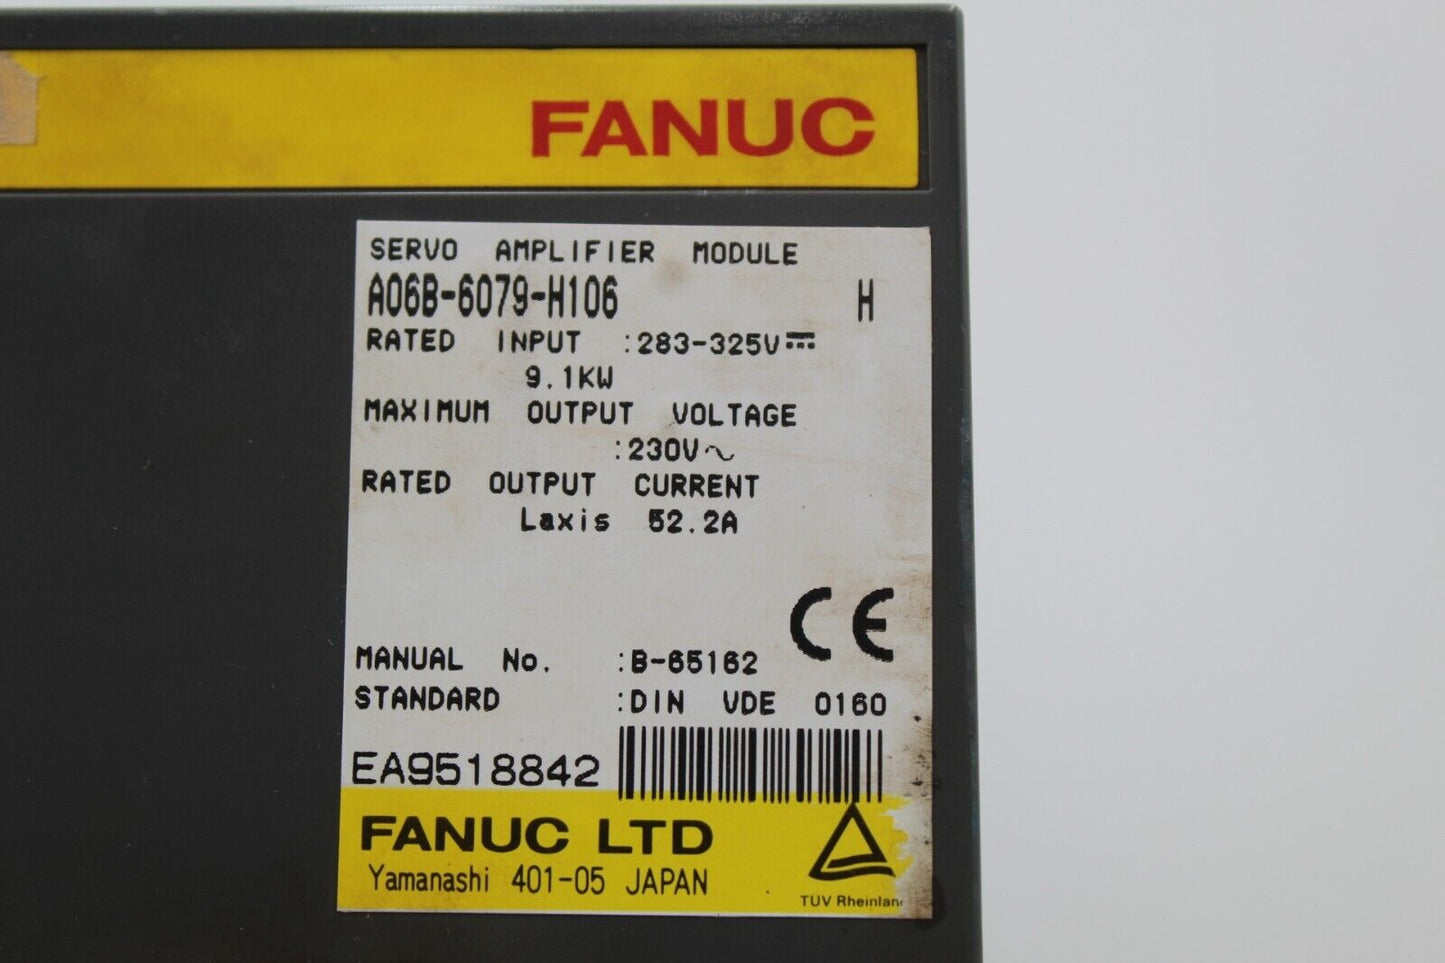 FANUC
SERVO AMPLIFIER MODULE
A06B-6079-H106 H
RATED INPUT :283-325V⎓
9.1KW
MAXIMUM OUTPUT VOLTAGE
:230V~
RATED OUTPUT CURRENT
Laxis 52.2A
CE
MANUAL No. :B-65162
STANDARD :DIN VDE 0160
EA9518842
FANUC LTD
Yamanashi 401-05 JAPAN
TÜV Rheinland